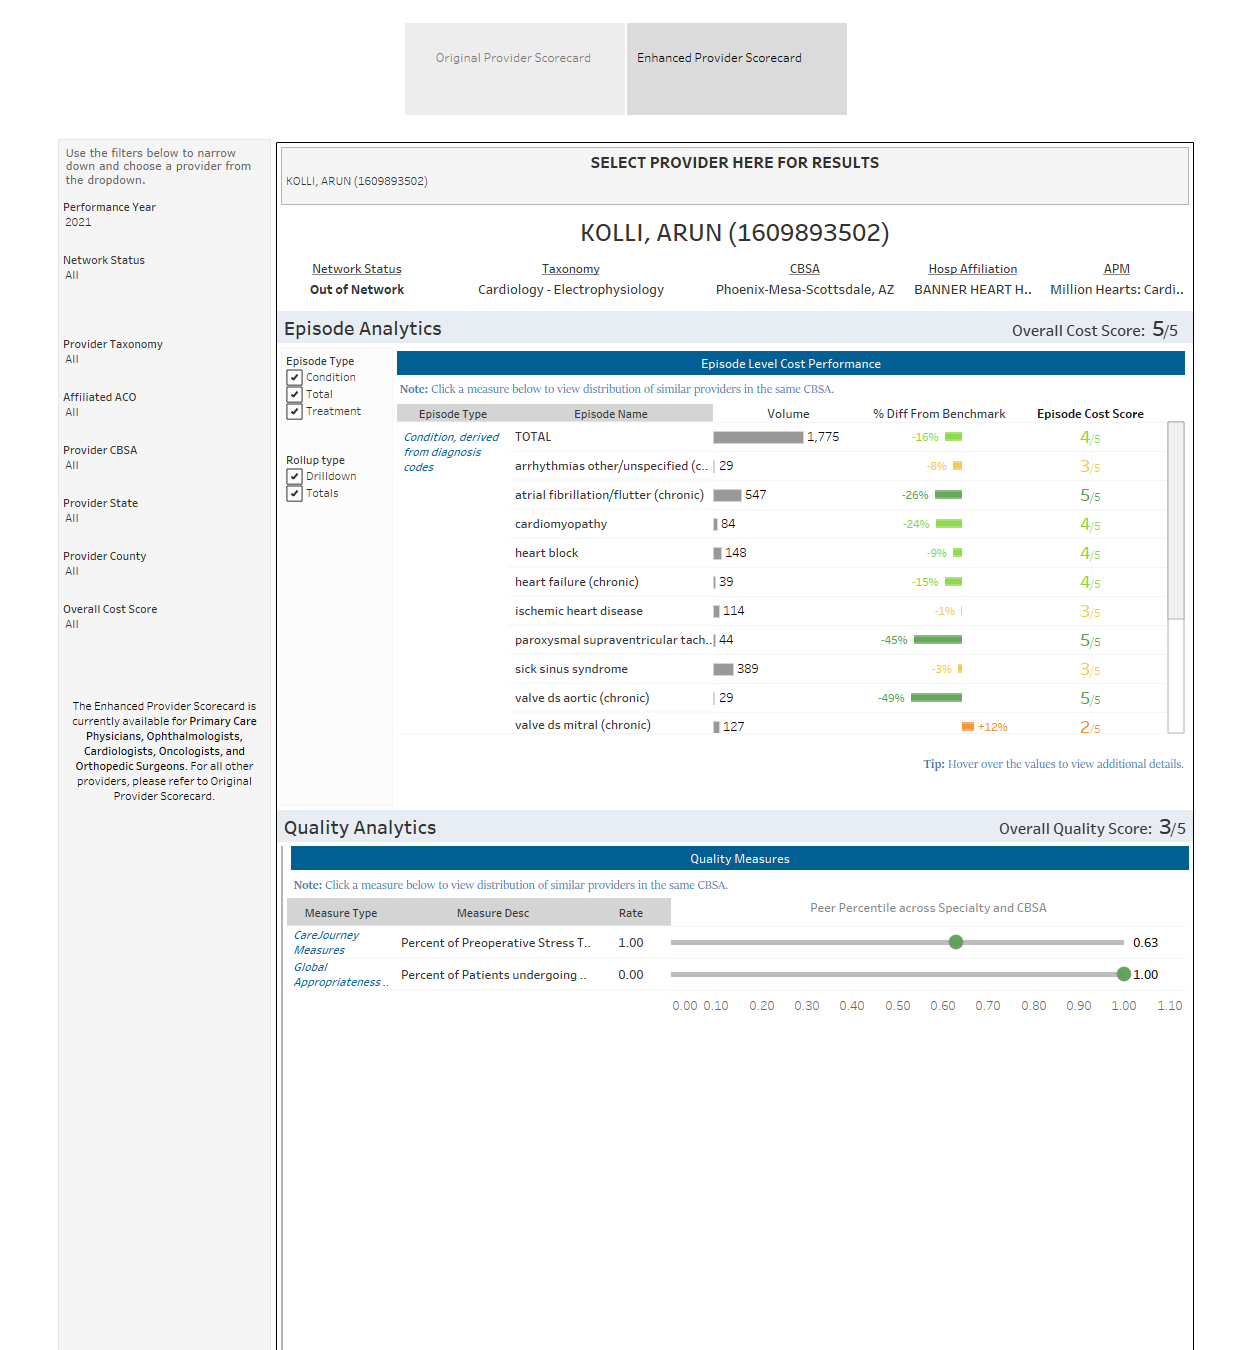 Original Provider Scorecard
Enhanced Provider Scorecard
Use the filters below to narrow
down and choose a provider from
the dropdown.
Performance Year
2021
Network Status
All
Provider Taxonomy
All
Affiliated ACO
All
Provider CBSA
All
Provider State
All
Provider County
All
Overall Cost Score
All
The Enhanced Provider Scorecard is
currently available for Primary Care
Physicians, Ophthalmologists,
Cardiologists, Oncologists, and
Orthopedic Surgeons. For all other
providers, please refer to Original
Provider Scorecard.
SELECT PROVIDER HERE FOR RESULTS
KOLLI, ARUN (1609893502)
KOLLI, ARUN (1609893502)
Network Status Taxonomy CBSA Hosp Affiliation APM
Out of Network Cardiology - Electrophysiology Phoenix-Mesa-Scottsdale, AZ BANNER HEART H.. Million Hearts: Cardi..
Episode Analytics Overall Cost Score: 5/5
Episode Type
Condition
Total
Treatment
Rollup type
Drilldown
Totals
Episode Level Cost Performance
Note: Click a measure below to view distribution of similar providers in the same CBSA.
Episode Type Episode Name Volume % Diff From Benchmark Episode Cost Score
Condition, derived
from diagnosis
codes
TOTAL 1,775 -16% 4/5
arrhythmias other/unspecified (c.. 29 -8% 3/5
atrial fibrillation/flutter (chronic) 547 -26% 5/5
cardiomyopathy 84 -24% 4/5
heart block 148 -9% 4/5
heart failure (chronic) 39 -15% 4/5
ischemic heart disease 114 -1% 3/5
paroxysmal supraventricular tach.. 44 -45% 5/5
sick sinus syndrome 389 -3% 3/5
valve ds aortic (chronic) 29 -49% 5/5
valve ds mitral (chronic) 127 +12% 2/5
Tip: Hover over the values to view additional details.
Quality Analytics Overall Quality Score: 3/5
Quality Measures
Note: Click a measure below to view distribution of similar providers in the same CBSA.
Measure Type Measure Desc Rate Peer Percentile across Specialty and CBSA
CareJourney
Measures
Percent of Preoperative Stress T.. 1.00 0.63
Global
Appropriateness ..
Percent of Patients undergoing .. 0.00 1.00
0.00 0.10 0.20 0.30 0.40 0.50 0.60 0.70 0.80 0.90 1.00 1.10